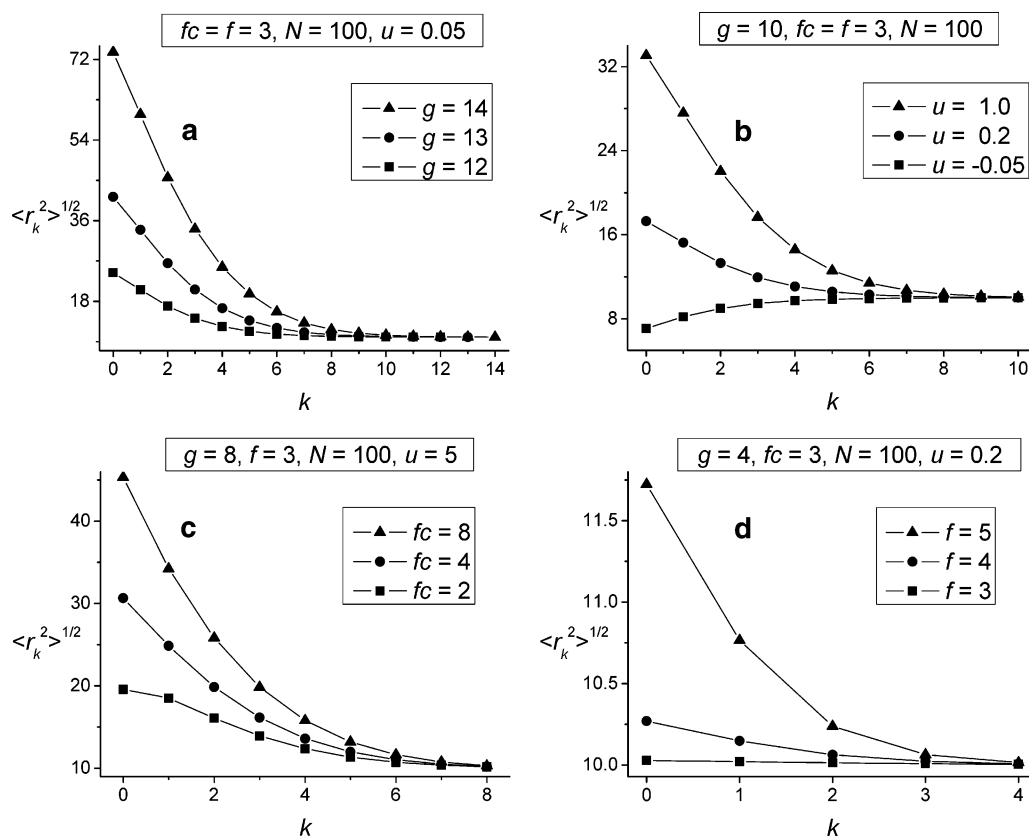 fc = f = 3, N = 100, u = 0.05
72
54
36
18
<r_k^2>^1/2
a
g = 14
g = 13
g = 12
0 2 4 6 8 10 12 14
k
g = 10, fc = f = 3, N = 100
32
24
16
8
<r_k^2>^1/2
b
u = 1.0
u = 0.2
u = -0.05
0 2 4 6 8 10
k
g = 8, f = 3, N = 100, u = 5
40
30
20
10
<r_k^2>^1/2
c
fc = 8
fc = 4
fc = 2
0 2 4 6 8
k
g = 4, fc = 3, N = 100, u = 0.2
11.5
11.0
10.5
10.0
<r_k^2>^1/2
d
f = 5
f = 4
f = 3
0 1 2 3 4
k